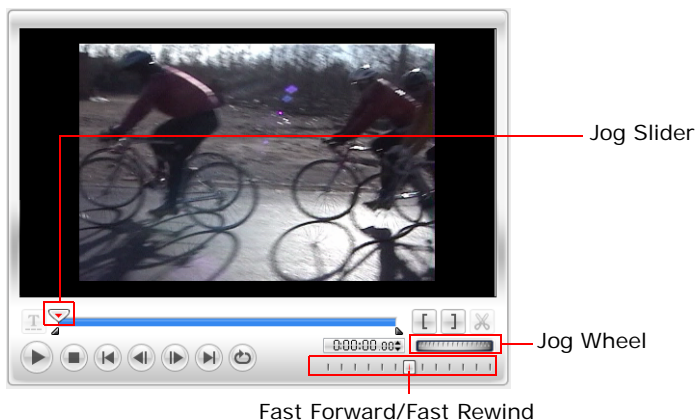 Jog Slider
T
[ ]
0:00:00.00
Jog Wheel
Fast Forward/Fast Rewind